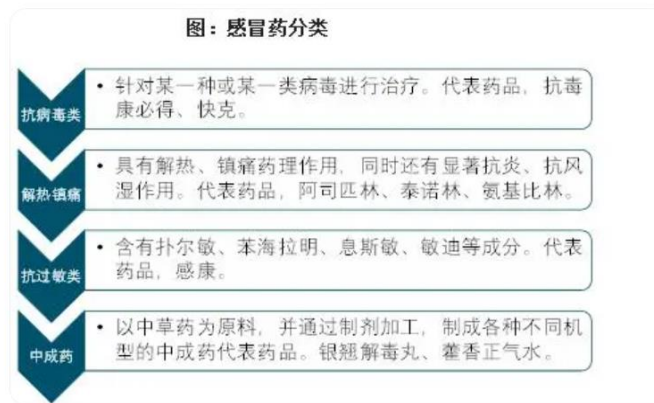 图：感冒药分类
抗病毒类
• 针对某一种或某一类病毒进行治疗。代表药品，抗毒
康必得、快克。
解热镇痛
• 具有解热、镇痛药理作用，同时还有显著抗炎、抗风
湿作用。代表药品，阿司匹林、泰诺林、氨基比林。
抗过敏类
• 含有扑尔敏、苯海拉明、息斯敏、敏迪等成分。代表
药品，感康。
中成药
• 以中草药为原料，并通过制剂加工，制成各种不同机
型的中成药代表药品。银翘解毒丸、藿香正气水。